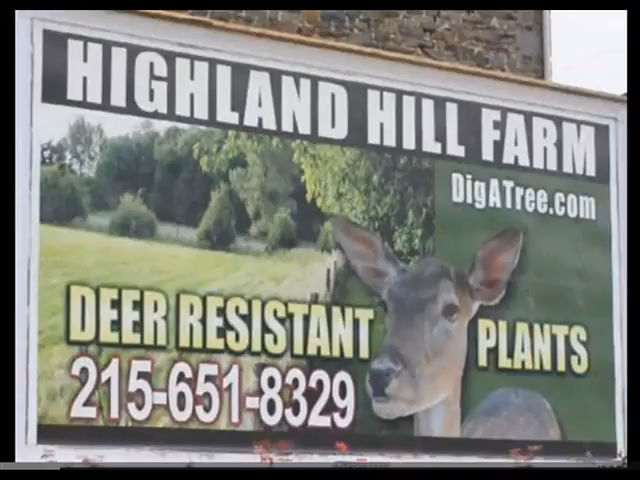 HIGHLAND HILL FARM
DigATree.com
DEER RESISTANT PLANTS
215-651-8329